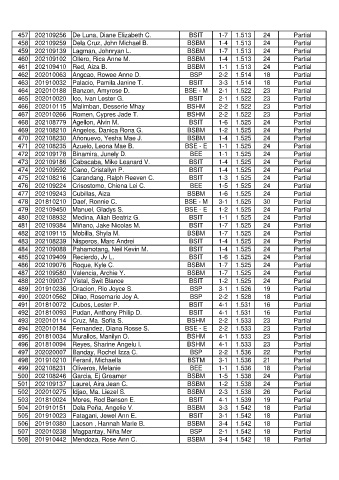 457 202109256 De Luna, Diane Elizabeth C. BSIT 1-7 1.513 24 Partial
458 202109259 Dela Cruz, John Michael B. BSBM 1-4 1.513 24 Partial
459 202109139 Lagman, Johnryan L. BSBM 1-7 1.513 24 Partial
460 202109102 Ollero, Rica Anne M. BSBM 1-4 1.513 24 Partial
461 202109410 Red, Aiza B. BSBM 1-1 1.513 24 Partial
462 202010063 Angcao, Rowee Anne D. BSP 2-2 1.514 18 Partial
463 201910032 Palacio, Pamila Janine T. BSIT 3-3 1.514 18 Partial
464 202010188 Banzon, Amyrose D. BSE - M 2-1 1.522 23 Partial
465 202010020 Ico, Ivan Lester G. BSIT 2-1 1.522 23 Partial
466 202010115 Malimban, Desserie Mhay BSHM 2-2 1.522 23 Partial
467 202010266 Romen, Cypres Jade T. BSHM 2-2 1.522 23 Partial
468 202108779 Agellon, Alvin M. BSIT 1-6 1.525 24 Partial
469 202108210 Angeles, Danica Rona G. BSBM 1-2 1.525 24 Partial
470 202108230 Añonuevo, Yesha Mae J. BSBM 1-4 1.525 24 Partial
471 202108235 Azuelo, Leona Mae B. BSE - E 1-1 1.525 24 Partial
472 202109178 Binamira, Junely D. BEE 1-1 1.525 24 Partial
473 202109186 Cabacaba, Mike Leanard V. BSIT 1-4 1.525 24 Partial
474 202109592 Cano, Cristallyn P. BSIT 1-4 1.525 24 Partial
475 202108216 Carandang, Ralph Reeven C. BSIT 1-3 1.525 24 Partial
476 202109224 Crisostomo, Chiena Lei C. BEE 1-5 1.525 24 Partial
477 202109243 Cubillas, Aiza BSBM 1-6 1.525 24 Partial
478 201810210 Dael, Ronnie C. BSE - M 3-1 1.525 30 Partial
479 202109450 Manuel, Gladys S. BSE - E 1-2 1.525 24 Partial
480 202108932 Medina, Aliah Beatriz G. BSIT 1-1 1.525 24 Partial
481 202109384 Miñano, Jake Nicolas M. BSBM 1-7 1.525 24 Partial
482 202109115 Mobilla, Shyla M. BSBM 1-7 1.525 24 Partial
483 202108239 Nisporos, Marc Andrei BSIT 1-4 1.525 24 Partial
484 202109088 Pahamotang, Neil Kevin M. BSIT 1-4 1.525 24 Partial
485 202109409 Recierdo, Jv L. BSIT 1-6 1.525 24 Partial
486 202109076 Roque, Kyle C. BSBM 1-7 1.525 24 Partial
487 202109580 Valencia, Archie Y. BSBM 1-7 1.525 24 Partial
488 202109037 Vistal, Swit Blance BSIT 1-2 1.525 24 Partial
489 201910236 Oracion, Rio Joyce S. BSP 3-1 1.526 19 Partial
490 202010562 Dilao, Rosemarie Joy A. BSP 2-2 1.528 18 Partial
491 201810072 Cubos, Lester P. BSIT 4-1 1.531 16 Partial
492 201810093 Pudan, Anthony Philip D. BSIT 4-1 1.531 16 Partial
493 202010114 Cruz, Ma. Sofia S. BSHM 2-2 1.533 23 Partial
494 202010184 Fernandez, Diana Rosse S. BSE - E 2-2 1.533 23 Partial
495 201810034 Murallos, Manilyn O. BSHM 4-1 1.533 23 Partial
496 201810094 Reyes, Sharine Angelu I. BSHM 4-1 1.533 23 Partial
497 202020007 Banday, Rochel Izza C. BSP 2-2 1.536 22 Partial
498 201910210 Feranil, Michaella BSTM 3-1 1.536 21 Partial
499 202108231 Oliveros, Melanie BEE 1-1 1.536 18 Partial
500 202108246 Garcia, Ej Greamer BSBM 1-5 1.538 24 Partial
501 202109137 Laurel, Aira Jean C. BSBM 1-2 1.538 24 Partial
502 202010275 Idjao, Ma. Liezel S. BSBM 2-3 1.538 26 Partial
503 201810024 Mores, Rod Benson E. BSIT 4-1 1.539 19 Partial
504 201910151 Dela Peña, Angelie V. BSBM 3-3 1.542 18 Partial
505 201910023 Fatagani, Jewel Ann E. BSIT 3-1 1.542 18 Partial
506 201910380 Lacson , Hannah Marie B. BSBM 3-4 1.542 18 Partial
507 202010238 Magpantay, Niña Mer BSP 2-1 1.542 18 Partial
508 201910442 Mendoza, Rose Ann C. BSBM 3-4 1.542 18 Partial